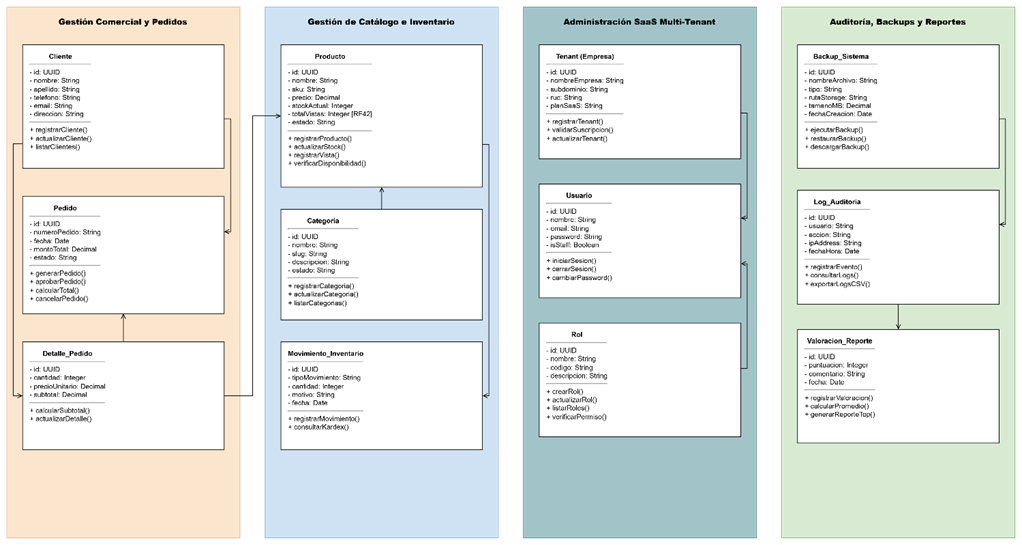 Gestión Comercial y Pedidos
Cliente
- id: UUID
- nombre: String
- apellido: String
- telefono: String
- email: String
- direccion: String
+ registrarCliente()
+ actualizarCliente()
+ listarClientes()
Pedido
- id: UUID
- numeroPedido: String
- fecha: Date
- montoTotal: Decimal
- estado: String
+ generarPedido()
+ aprobarPedido()
+ calcularTotal()
+ cancelarPedido()
Detalle_Pedido
- id: UUID
- cantidad: Integer
- precioUnitario: Decimal
- subtotal: Decimal
+ calcularSubtotal()
+ actualizarDetalle()
Gestión de Catálogo e Inventario
Producto
- id: UUID
- nombre: String
- sku: String
- precio: Decimal
- stockActual: Integer
- totalVistas: Integer [RF42]
- estado: String
+ registrarProducto()
+ actualizarStock()
+ registrarVista()
+ verificarDisponibilidad()
Categoria
- id: UUID
- nombre: String
- slug: String
- descripcion: String
- estado: String
+ registrarCategoria()
+ actualizarCategoria()
+ listarCategorias()
Movimiento_Inventario
- id: UUID
- tipoMovimiento: String
- cantidad: Integer
- motivo: String
- fecha: Date
+ registrarMovimiento()
+ consultarKardex()
Administración SaaS Multi-Tenant
Tenant (Empresa)
- id: UUID
- nombreEmpresa: String
- subdominio: String
- ruc: String
- planSaaS: String
+ registrarTenant()
+ validarSuscripcion()
+ actualizarTenant()
Usuario
- id: UUID
- nombre: String
- email: String
- password: String
- isStaff: Boolean
+ iniciarSesion()
+ cerrarSesion()
+ cambiarPassword()
Rol
- id: UUID
- nombre: String
- codigo: String
- descripcion: String
+ crearRol()
+ actualizarRol()
+ listarRoles()
+ verificarPermiso()
Auditoría, Backups y Reportes
Backup_Sistema
- id: UUID
- nombreArchivo: String
- tipo: String
- rutaStorage: String
- tamanoMB: Decimal
- fechaCreacion: Date
+ ejecutarBackup()
+ restaurarBackup()
+ descargarBackup()
Log_Auditoria
- id: UUID
- usuario: String
- accion: String
- ipAddress: String
- fechaHora: Date
+ registrarEvento()
+ consultarLogs()
+ exportarLogsCSV()
Valoracion_Reporte
- id: UUID
- puntuacion: Integer
- comentario: String
- fecha: Date
+ registrarValoracion()
+ calcularPromedio()
+ generarReporteTop()